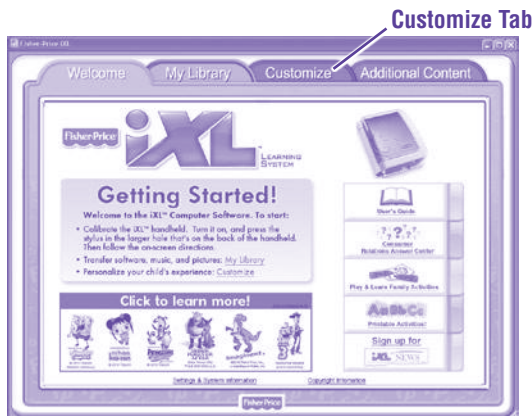 Customize Tab
Fisher-Price iXL
Welcome
My Library
Customize
Additional Content
Fisher-Price
iXL™
LEARNING
SYSTEM
Getting Started!
Welcome to the iXL™ Computer Software. To start:
• Calibrate the iXL™ handheld. Turn it on, and press the
stylus in the larger hole that's on the back of the handheld.
Then follow the onscreen directions.
• Transfer software, music, and pictures: My Library
• Personalize your child's experience: Customize
Click to learn more!
User's Guide
Consumer
Relations Answer Center
Play & Learn Family Activities
AaBbCc
Printable Activities!
Sign up for
iXL NEWS
Settings & System Information
Copyright Information
Fisher-Price